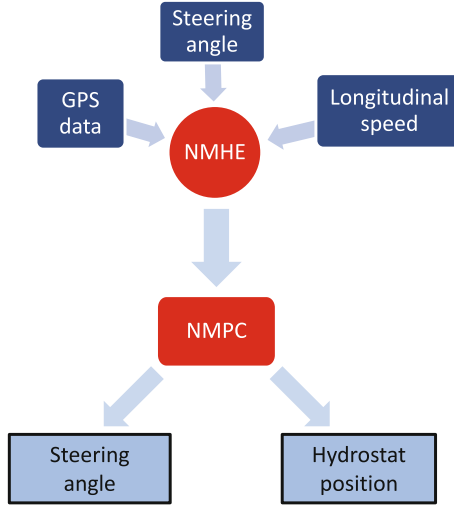 Steering
angle
GPS
data
Longitudinal
speed
NMHE
NMPC
Steering
angle
Hydrostat
position